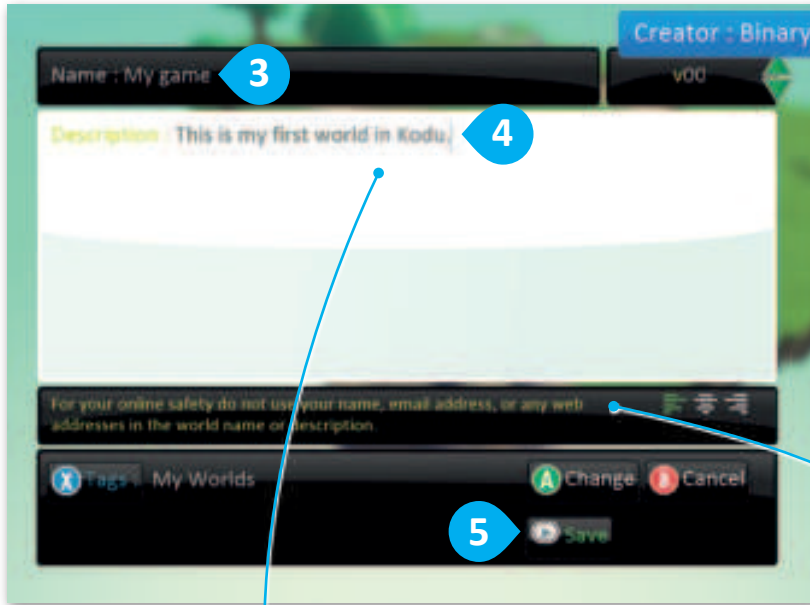 Creator : Binary
Name : My game
3
v00
Description : This is my first world in Kodu.
4
For your online safety do not use your name, email address, or any web
addresses in the world name or description.
X Tags : My Worlds
A Change
B Cancel
5
Save